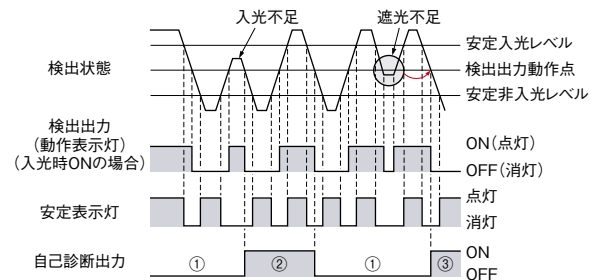 入光不足
遮光不足
検出状態
安定入光レベル
検出出力動作点
安定非入光レベル
検出出力
(動作表示灯)
(入光時ONの場合)
ON(点灯)
OFF(消灯)
安定表示灯
点灯
消灯
自己診断出力
① ② ① ③
ON
OFF